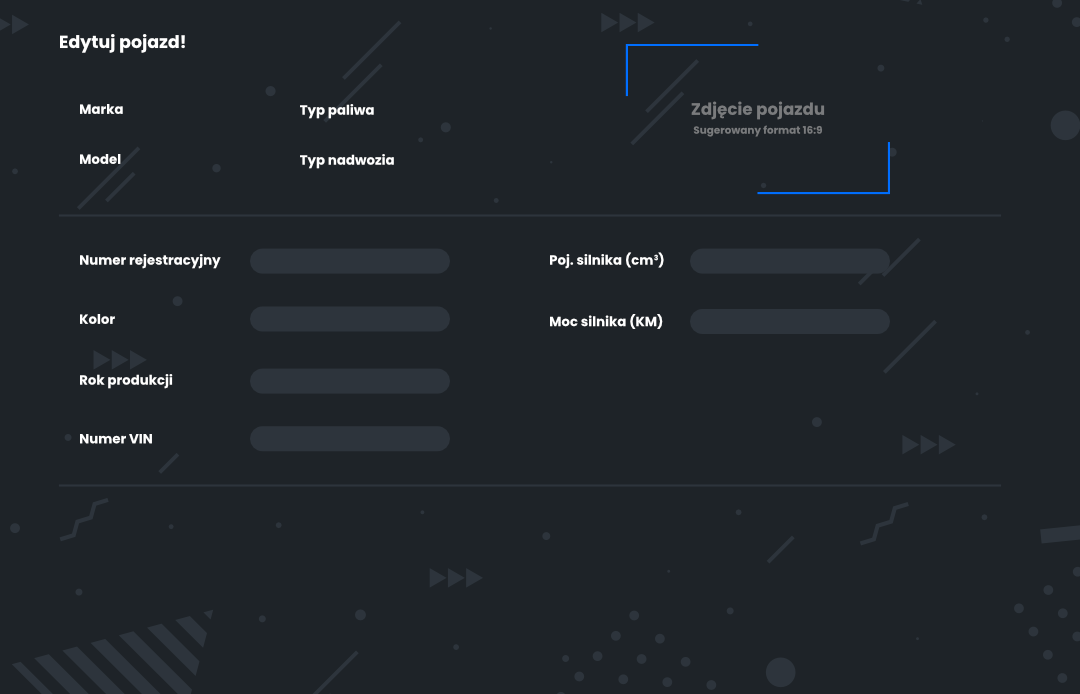 Edytuj pojazd!
Marka
Typ paliwa
Zdjęcie pojazdu
Sugerowany format 16:9
Model
Typ nadwozia
Numer rejestracyjny
Poj. silnika (cm³)
Kolor
Moc silnika (KM)
Rok produkcji
Numer VIN